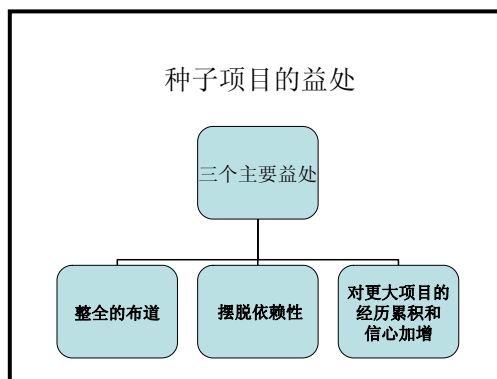 种子项目的益处
三个主要益处
整全的布道
摆脱依赖性
对更大项目的
经历累积和
信心加增